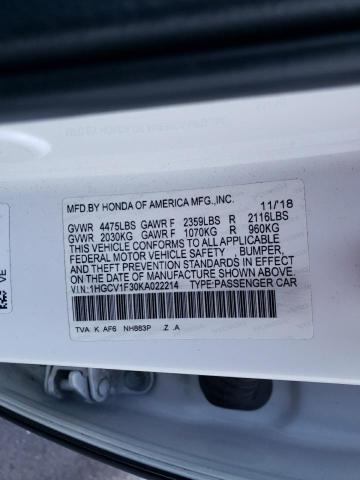 MFD.BY HONDA OF AMERICA MFG.,INC. 11/18
GVWR 4475LBS GAWR F 2359LBS R 2116LBS
GVWR 2030KG GAWR F 1070KG R 960KG
THIS VEHICLE CONFORMS TO ALL APPLICABLE
FEDERAL MOTOR VEHICLE SAFETY BUMPER,
AND THEFT PREVENTION STANDARDS IN EFFECT
ON THE DATE OF MANUFACTURE SHOWN ABOVE.
V.I.N.:1HGCV1F30KA022214 TYPE:PASSENGER CAR
TVA K AF6 NH883P Z .A
VE